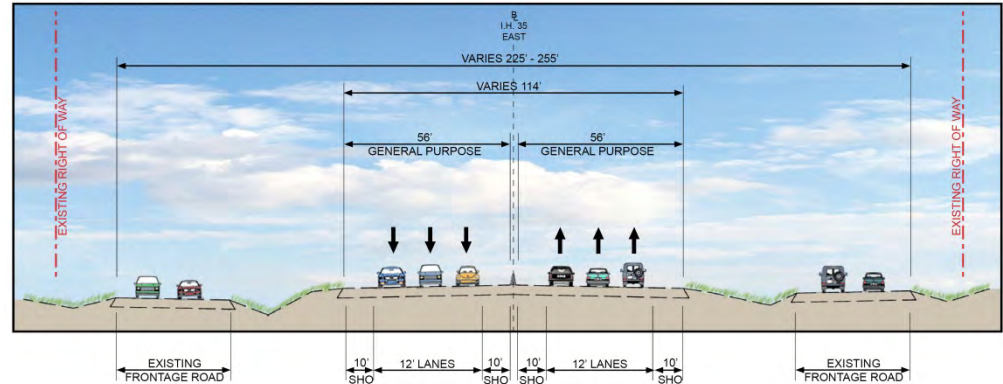 B
I.H. 35
EAST
VARIES 225' - 255'
VARIES 114'
56'
GENERAL PURPOSE
56'
GENERAL PURPOSE
EXISTING RIGHT OF WAY
EXISTING RIGHT OF WAY
EXISTING
FRONTAGE ROAD
10'
SHO
12' LANES
10'
SHO
10'
SHO
12' LANES
10'
SHO
EXISTING
FRONTAGE ROAD